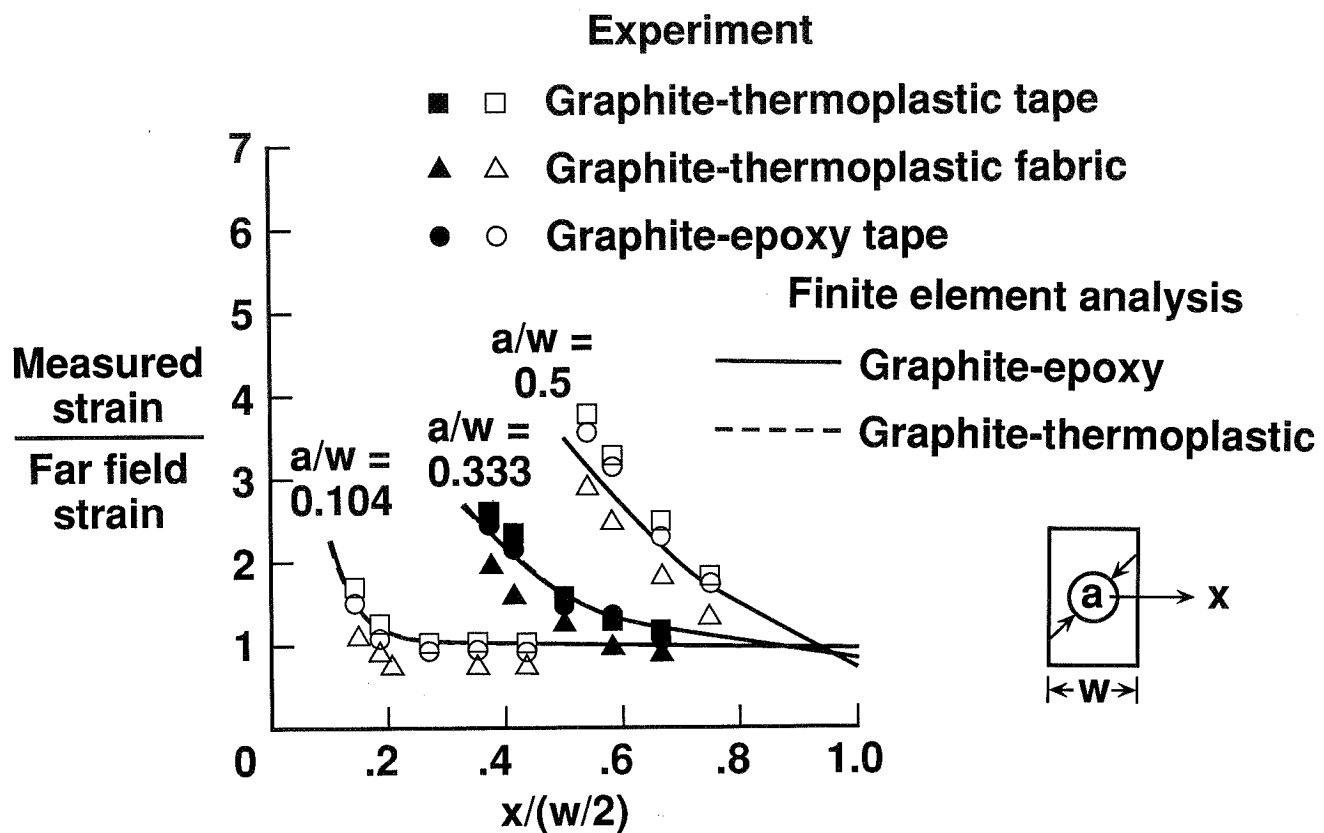 Experiment
Graphite-thermoplastic tape
Graphite-thermoplastic fabric
Graphite-epoxy tape
Finite element analysis
Graphite-epoxy
Graphite-thermoplastic
7
6
5
4
3
2
1
0
Measured
strain
Far field
strain
a/w =
0.104
a/w =
0.333
a/w =
0.5
.2
.4
.6
.8
1.0
x/(w/2)
a
x
w